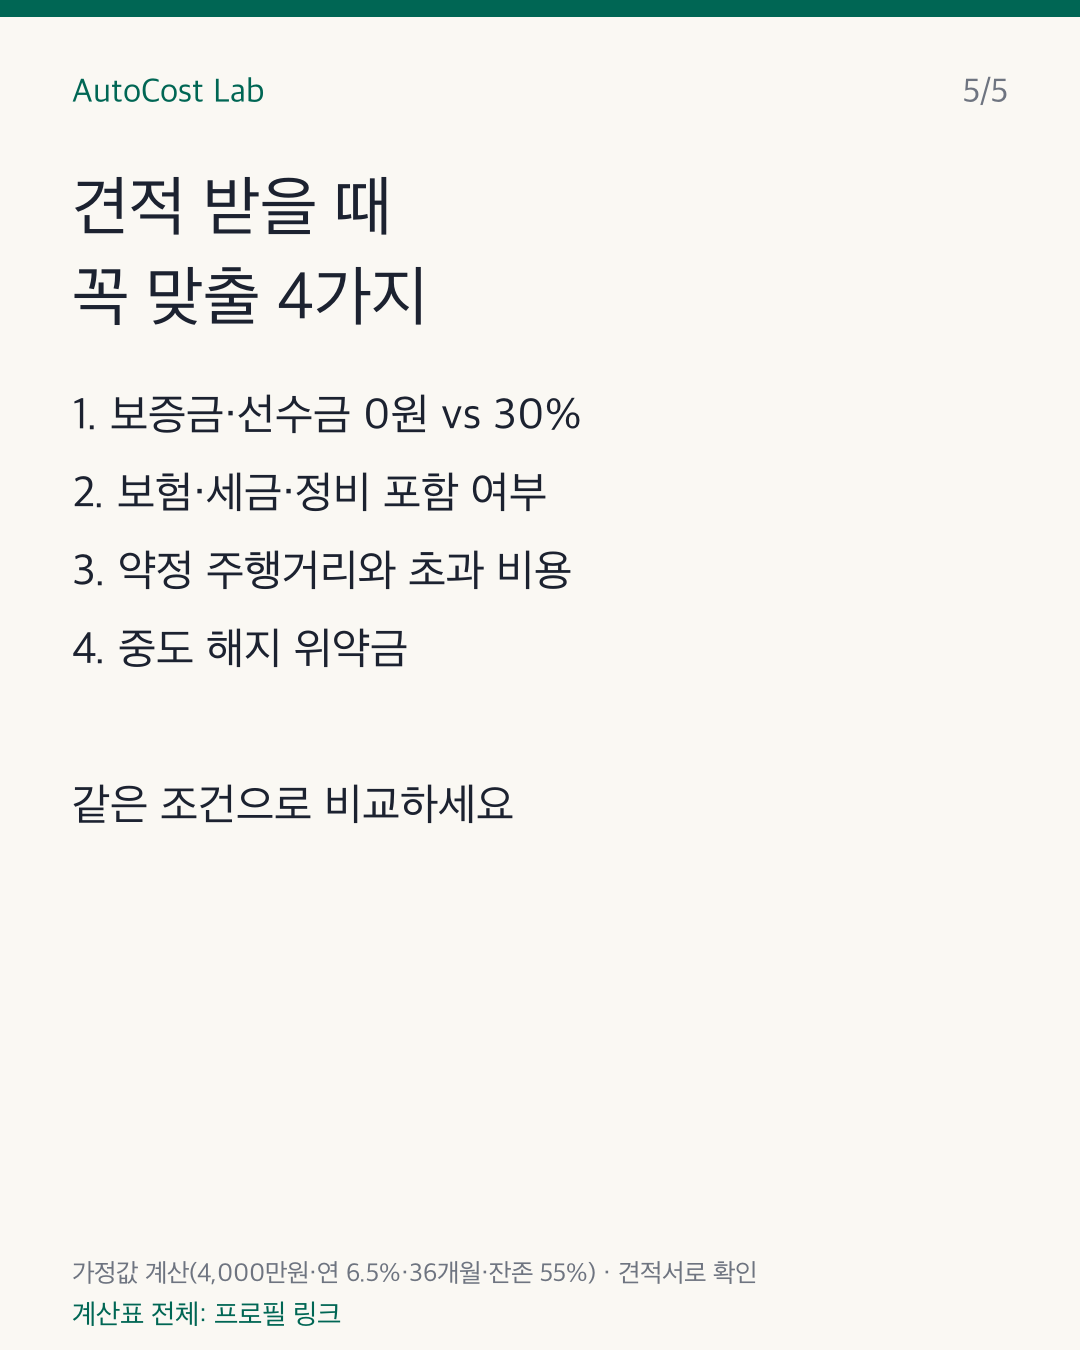 AutoCost Lab
5/5
견적 받을 때
꼭 맞출 4가지
1. 보증금·선수금 0원 vs 30%
2. 보험·세금·정비 포함 여부
3. 약정 주행거리와 초과 비용
4. 중도 해지 위약금
같은 조건으로 비교하세요
가정값 계산(4,000만원·연 6.5%·36개월·잔존 55%) · 견적서로 확인
계산표 전체: 프로필 링크